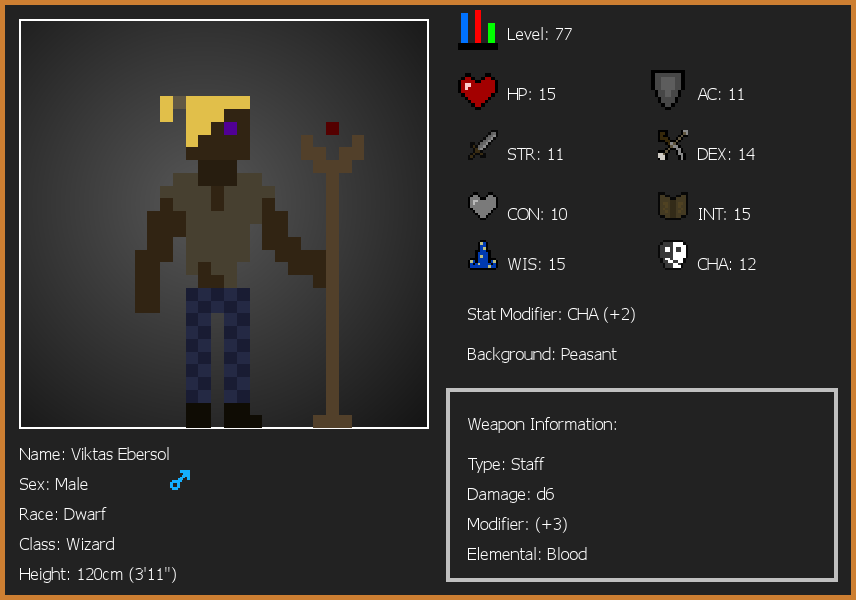 Level: 77
HP: 15
AC: 11
STR: 11
DEX: 14
CON: 10
INT: 15
WIS: 15
CHA: 12
Stat Modifier: CHA (+2)
Background: Peasant
Weapon Information:
Type: Staff
Damage: d6
Modifier: (+3)
Elemental: Blood
Name: Viktas Ebersol
Sex: Male
Race: Dwarf
Class: Wizard
Height: 120cm (3'11")